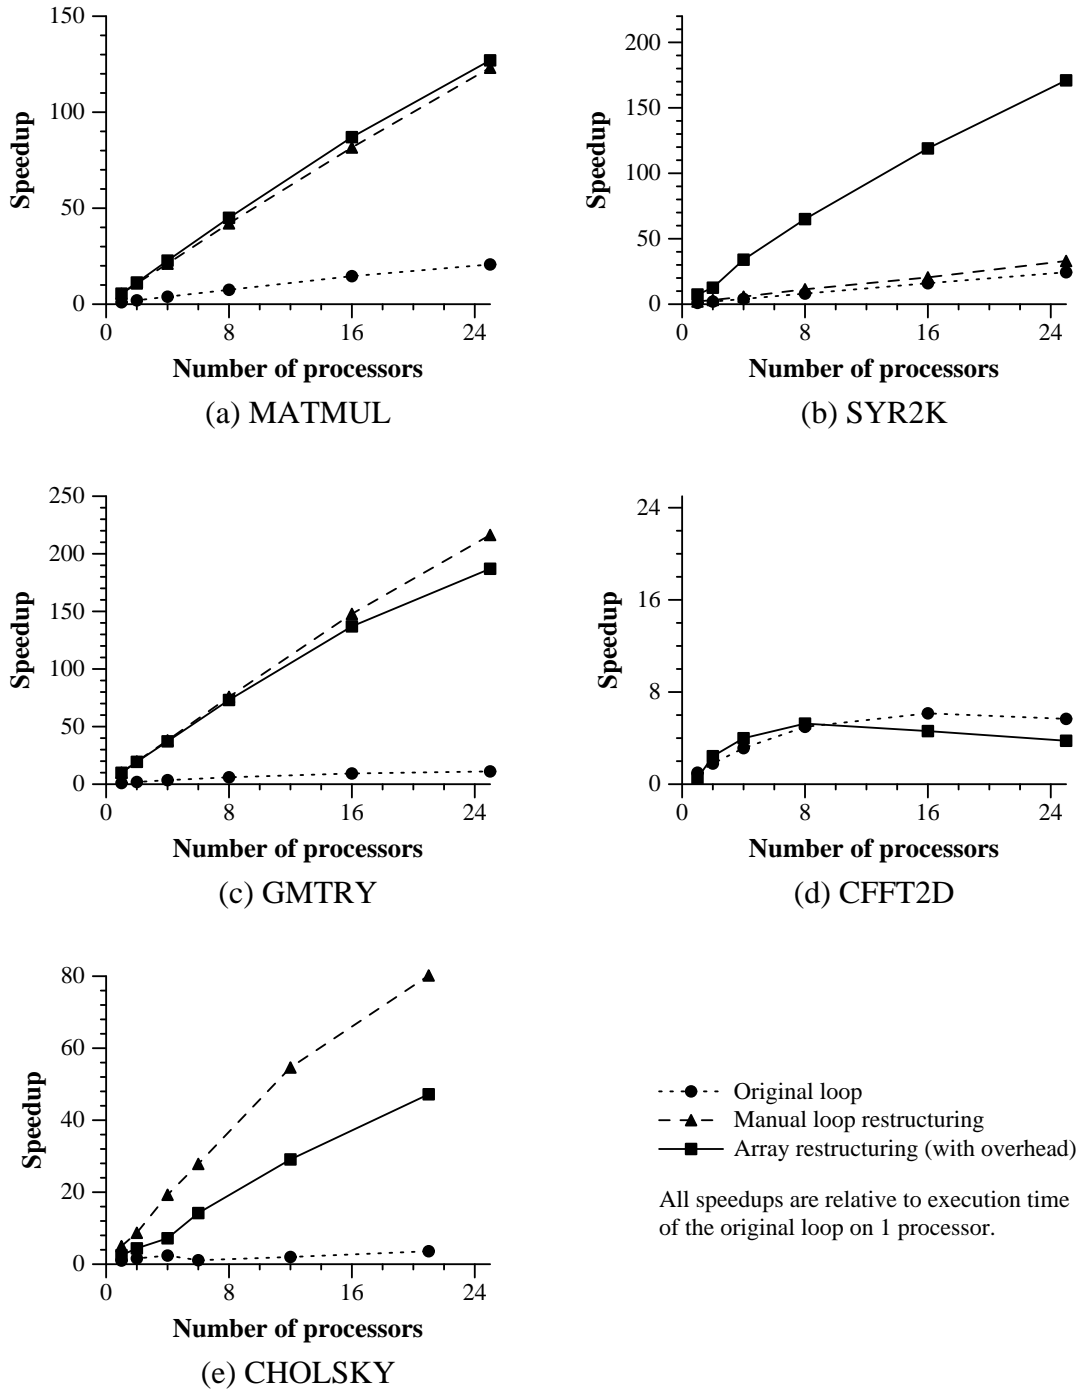 150
100
50
0
Speedup
0 8 16 24
Number of processors
(a) MATMUL
200
150
100
50
0
Speedup
0 8 16 24
Number of processors
(b) SYR2K
250
200
150
100
50
0
Speedup
0 8 16 24
Number of processors
(c) GMTRY
24
16
8
0
Speedup
0 8 16 24
Number of processors
(d) CFFT2D
80
60
40
20
0
Speedup
0 8 16 24
Number of processors
(e) CHOLSKY
Original loop
Manual loop restructuring
Array restructuring (with overhead)
All speedups are relative to execution time
of the original loop on 1 processor.